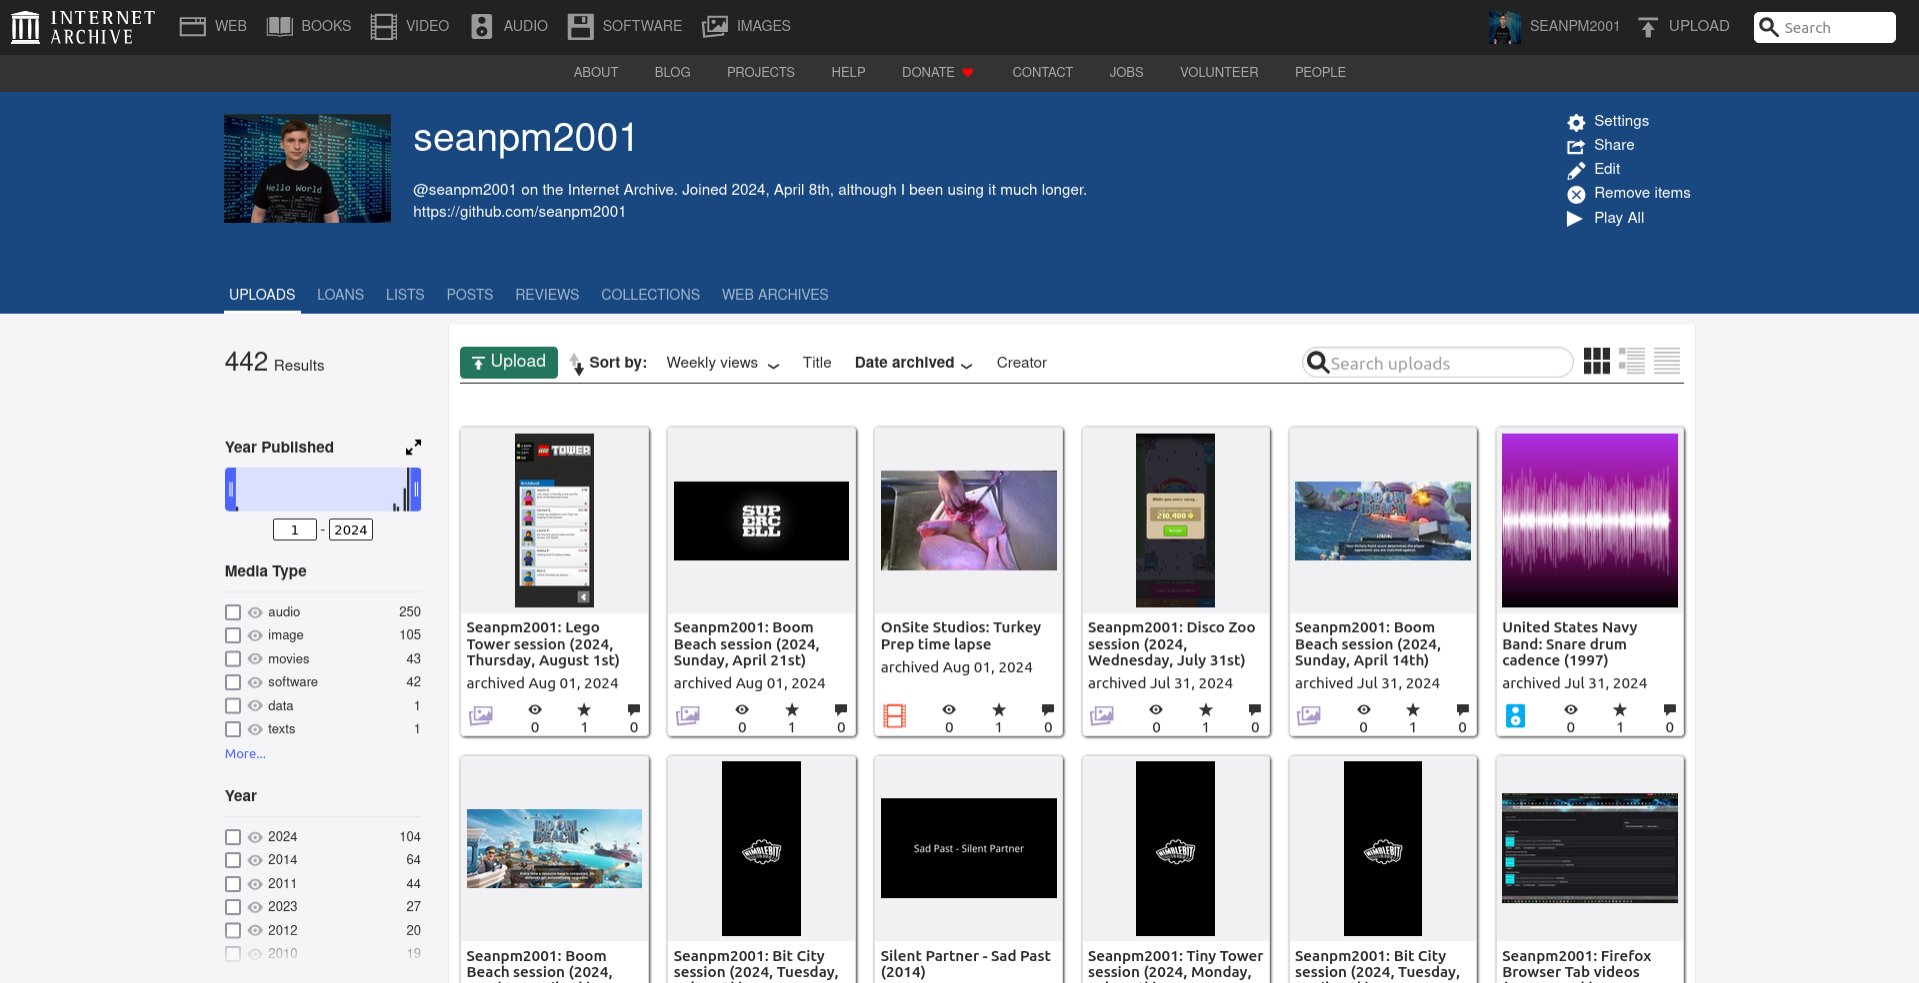 INTERNET
ARCHIVE
WEB
BOOKS
VIDEO
AUDIO
SOFTWARE
IMAGES
SEANPM2001
UPLOAD
Search
ABOUT
BLOG
PROJECTS
HELP
DONATE
CONTACT
JOBS
VOLUNTEER
PEOPLE
Hello World
seanpm2001
@seanpm2001 on the Internet Archive. Joined 2024, April 8th, although I been using it much longer.
https://github.com/seanpm2001
Settings
Share
Edit
Remove items
Play All
UPLOADS
LOANS
LISTS
POSTS
REVIEWS
COLLECTIONS
WEB ARCHIVES
442 Results
Upload
Sort by:
Weekly views
Title
Date archived
Creator
Search uploads
Year Published
1 - 2024
Media Type
audio 250
image 105
movies 43
software 42
data 1
texts 1
More...
Year
2024 104
2014 64
2011 44
2023 27
2012 20
2010 19
LEGO TOWER
Seanpm2001: Lego
Tower session (2024,
Thursday, August 1st)
archived Aug 01, 2024
0 1 0
SUPERCELL
Seanpm2001: Boom
Beach session (2024,
Sunday, April 21st)
archived Aug 01, 2024
0 1 0
OnSite Studios: Turkey
Prep time lapse
archived Aug 01, 2024
0 1 0
While you were away...
210,400
Seanpm2001: Disco Zoo
session (2024,
Wednesday, July 31st)
archived Jul 31, 2024
0 1 0
BOOM BEACH
Seanpm2001: Boom
Beach session (2024,
Sunday, April 14th)
archived Jul 31, 2024
0 1 0
United States Navy
Band: Snare drum
cadence (1997)
archived Jul 31, 2024
0 1 0
BOOM BEACH
Seanpm2001: Boom
Beach session (2024,
NIMBLEBIT
Seanpm2001: Bit City
session (2024, Tuesday,
Sad Past - Silent Partner
Silent Partner - Sad Past
(2014)
NIMBLEBIT
Seanpm2001: Tiny Tower
session (2024, Monday,
NIMBLEBIT
Seanpm2001: Bit City
session (2024, Tuesday,
Seanpm2001: Firefox
Browser Tab videos